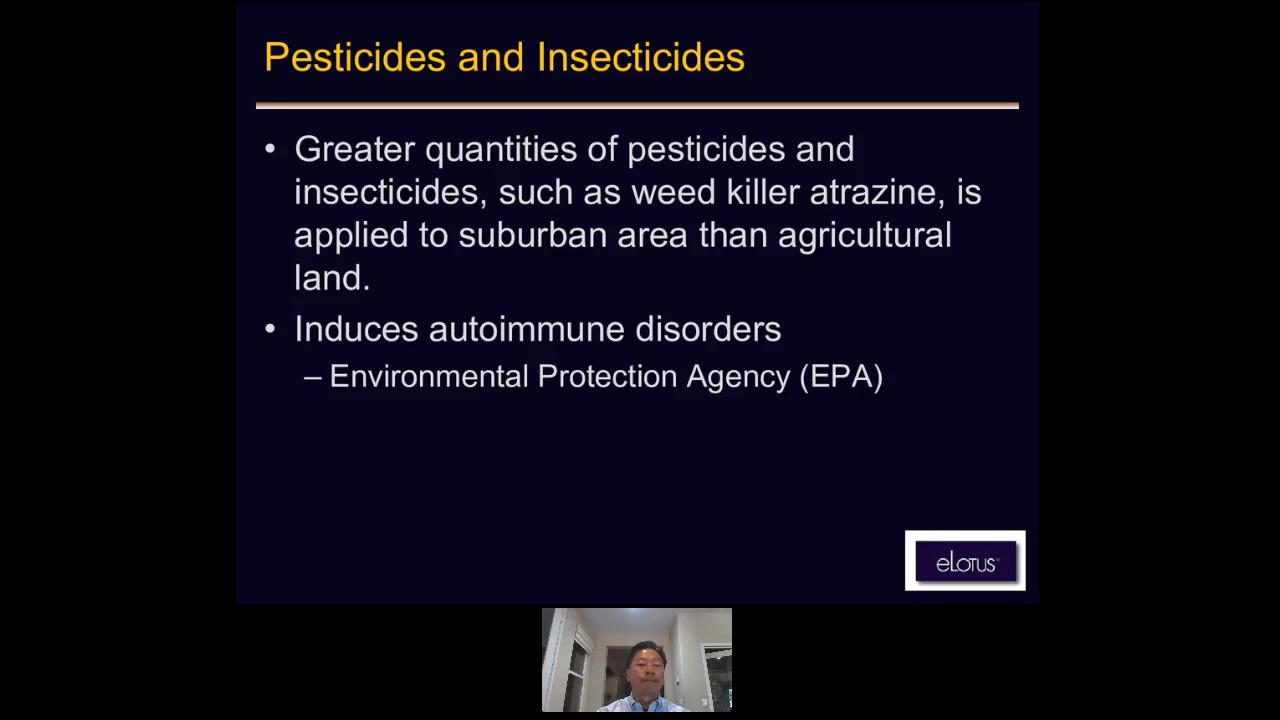 Pesticides and Insecticides
• Greater quantities of pesticides and
insecticides, such as weed killer atrazine, is
applied to suburban area than agricultural
land.
• Induces autoimmune disorders
– Environmental Protection Agency (EPA)
eLOTUS™